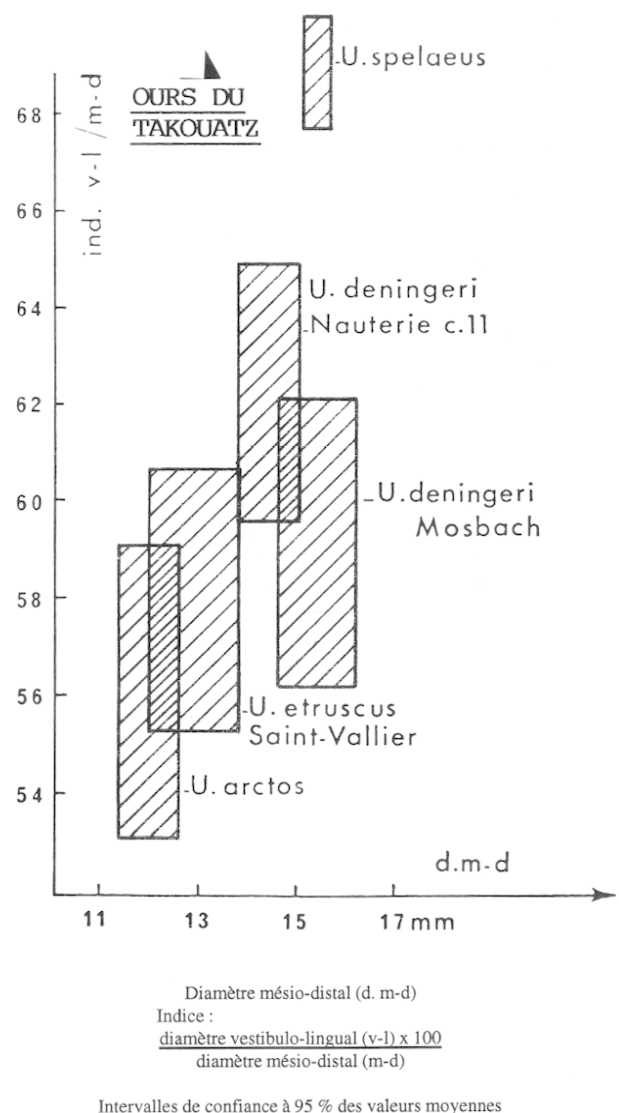 U. spelaeus
OURS DU
TAKOUATZ
ind. v-l /m-d
68
66
64
62
60
58
56
54
U. deningeri
Nauterie c.11
U. deningeri
Mosbach
U. etruscus
Saint-Vallier
U. arctos
d.m-d
11 13 15 17 mm
Diamètre mésio-distal (d. m-d)
Indice :
diamètre vestibulo-lingual (v-l) x 100
diamètre mésio-distal (m-d)
Intervalles de confiance à 95 % des valeurs moyennes